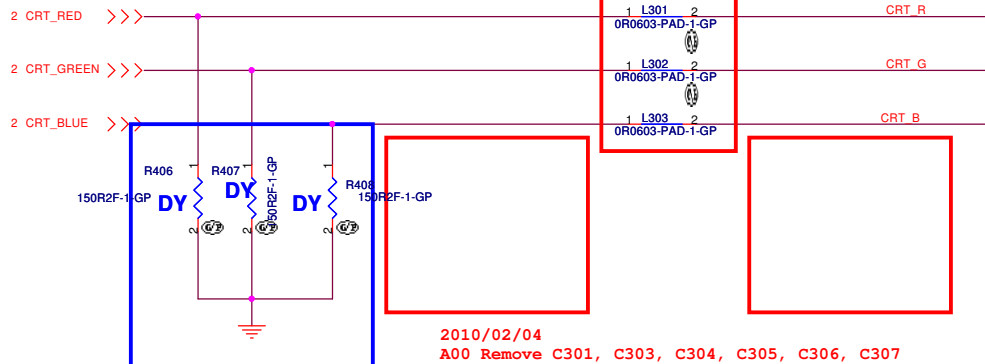 2 CRT_RED
1 L301 2
CRT_R
0R0603-PAD-1-GP
2 CRT_GREEN
1 L302 2
CRT_G
0R0603-PAD-1-GP
2 CRT_BLUE
1 L303 2
CRT_B
0R0603-PAD-1-GP
1 1 1
R406 R407 R408
150R2F-1-GP 150R2F-1-GP 150R2F-1-GP
DY DY DY
2 2 2
2010/02/04
A00 Remove C301, C303, C304, C305, C306, C307